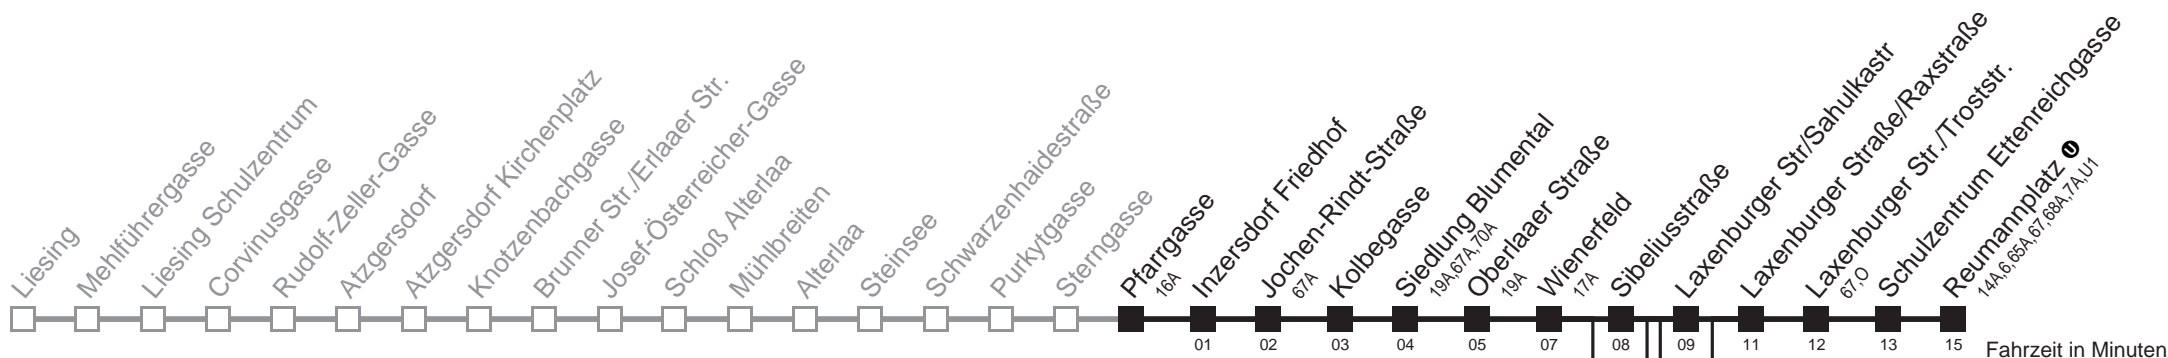 Liesing
Mehlführergasse
Liesing Schulzentrum
Corvinusgasse
Rudolf-Zeller-Gasse
Atzgersdorf
Atzgersdorf Kirchenplatz
Knotzenbachgasse
Brunner Str./Erlaaer Str.
Josef-Österreicher-Gasse
Schloß Alterlaa
Mühlbreiten
Alterlaa
Steinsee
Schwarzenhaidestraße
Purkytgasse
Sterngasse
Pfarrgasse
16A
Inzersdorf Friedhof
Jochen-Rindt-Straße
67A
Kolbegasse
Siedlung Blumental
19A,67A,70A
Oberlaaer Straße
19A
Wienerfeld
17A
Sibeliusstraße
Laxenburger Str/Sahulkastr
Laxenburger Straße/Raxstraße
Laxenburger Str./Troststr.
67,O
Schulzentrum Ettenreichgasse
Reumannplatz U
14A,6,65A,67,68A,7A,U1
01 02 03 04 05 07 08 09 11 12 13 15 Fahrzeit in Minuten